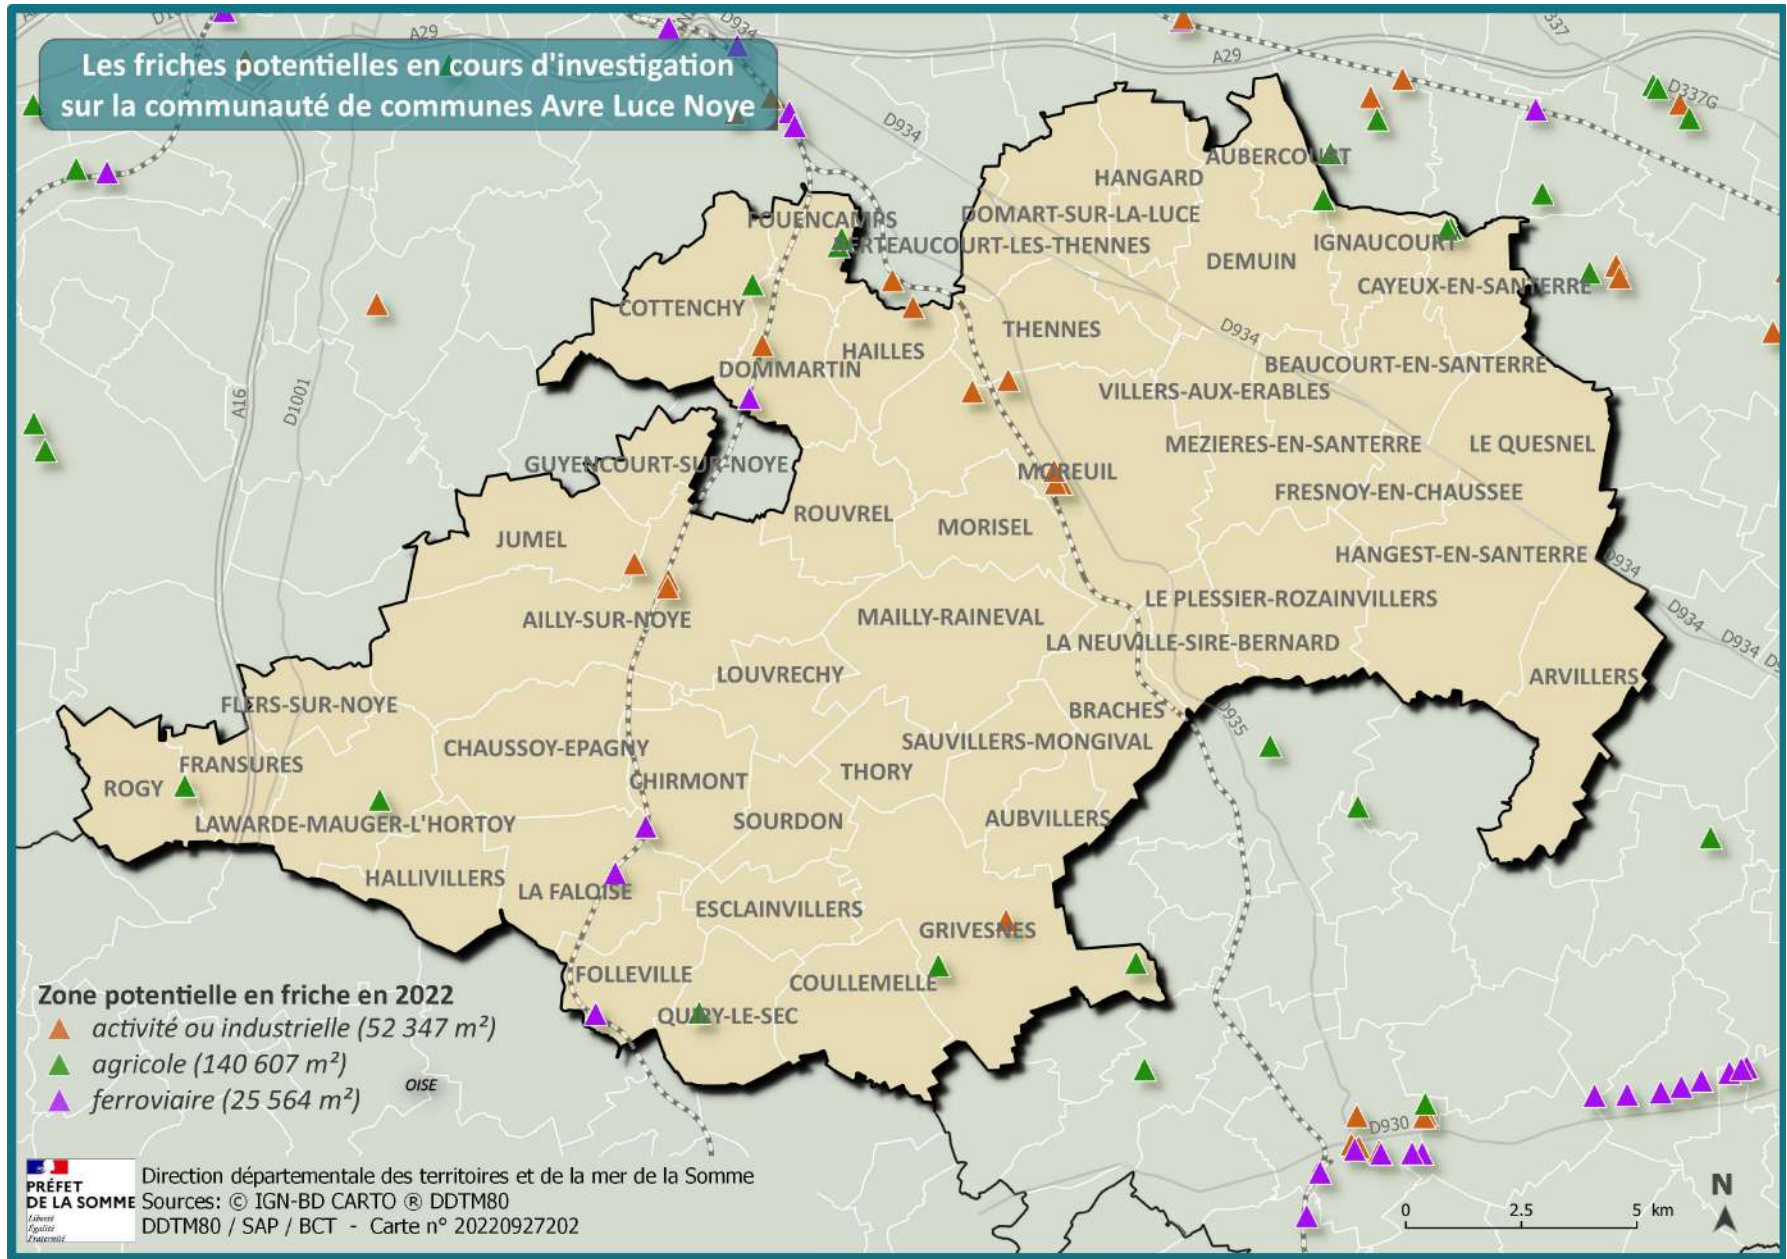 Les friches potentielles en cours d'investigation
sur la communauté de communes Avre Luce Noye
A29
D934
A29
337
D337G
D934
AUBERCOURT
HANGARD
FOUENCAMPS
DOMART-SUR-LA-LUCE
BERTEAUCOURT-LES-THENNES
IGNAUCOURT
DEMUIN
CAYEUX-EN-SANTERRE
COTTENCHY
THENNES
D934
HAILLES
DOMMARTIN
BEAUCOURT-EN-SANTERRE
VILLERS-AUX-ERABLES
A16
D1001
MEZIERES-EN-SANTERRE
LE QUESNEL
GUYENCOURT-SUR-NOYE
MOREUIL
FRESNOY-EN-CHAUSSEE
ROUVREL
MORISEL
JUMEL
HANGEST-EN-SANTERRE
D934
LE PLESSIER-ROZAINVILLERS
AILLY-SUR-NOYE
MAILLY-RAINEVAL
D934
D934
LA NEUVILLE-SIRE-BERNARD
LOUVRECHY
ARVILLERS
FLERS-SUR-NOYE
BRACHES
D935
CHAUSSOY-EPAGNY
SAUVILLERS-MONGIVAL
FRANSURES
THORY
CHIRMONT
ROGY
LAWARDE-MAUGER-L'HORTOY
SOURDON
AUBVILLERS
HALLIVILLERS
LA FALOISE
ESCLAINVILLERS
GRIVESNES
FOLLEVILLE
COULLEMELLE
QUIRY-LE-SEC
Zone potentielle en friche en 2022
activité ou industrielle (52 347 m²)
agricole (140 607 m²)
ferroviaire (25 564 m²)
OISE
D930
PRÉFET
DE LA SOMME
Liberté
Égalité
Fraternité
Direction départementale des territoires et de la mer de la Somme
Sources: © IGN-BD CARTO ® DDTM80
DDTM80 / SAP / BCT - Carte n° 20220927202
N
0 2.5 5 km